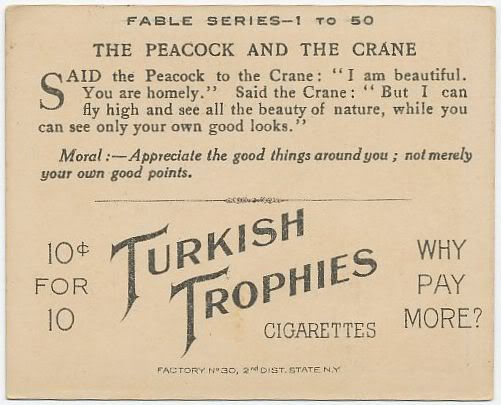 FABLE SERIES—1 TO 50
THE PEACOCK AND THE CRANE
SAID the Peacock to the Crane: "I am beautiful.
You are homely." Said the Crane: "But I can
fly high and see all the beauty of nature, while you
can see only your own good looks."
Moral:—Appreciate the good things around you; not merely
your own good points.
10¢
FOR
10
TURKISH
TROPHIES
CIGARETTES
WHY
PAY
MORE?
FACTORY Nº 30, 2ND DIST. STATE N.Y.